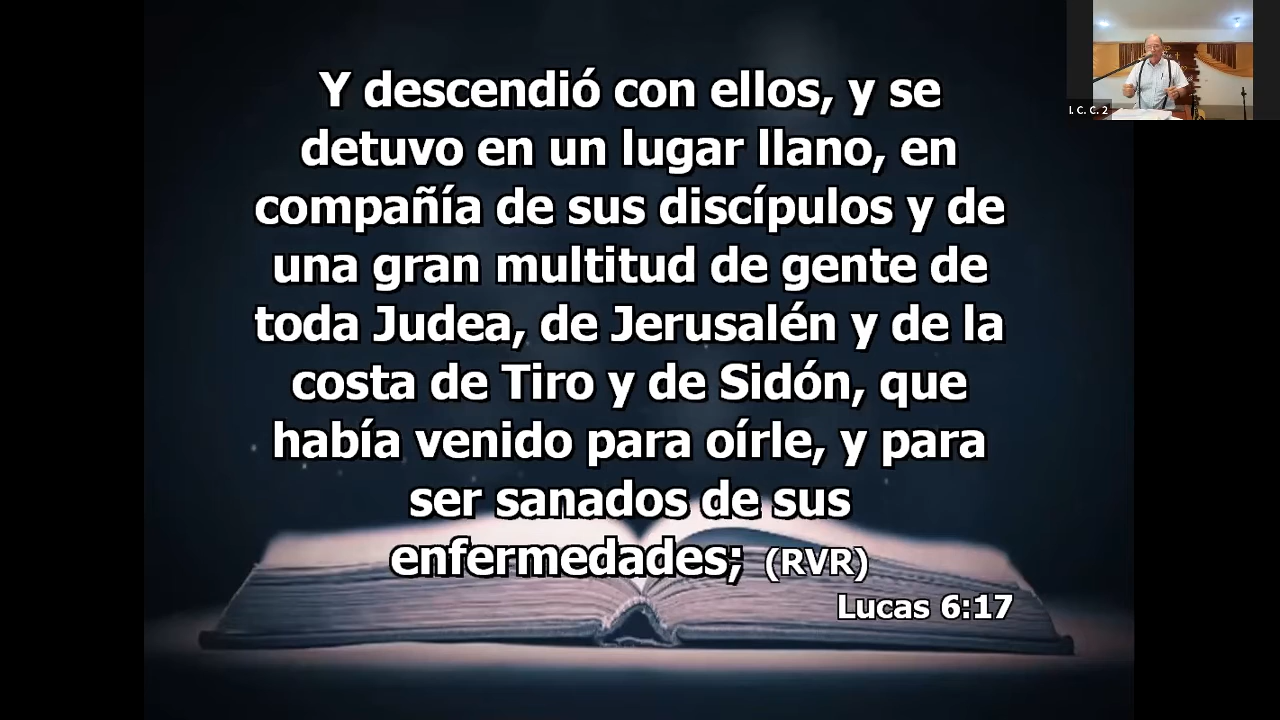 Y descendió con ellos, y se
detuvo en un lugar llano, en
compañía de sus discípulos y de
una gran multitud de gente de
toda Judea, de Jerusalén y de la
costa de Tiro y de Sidón, que
había venido para oírle, y para
ser sanados de sus
enfermedades; (RVR)
Lucas 6:17
I. C. C. 2